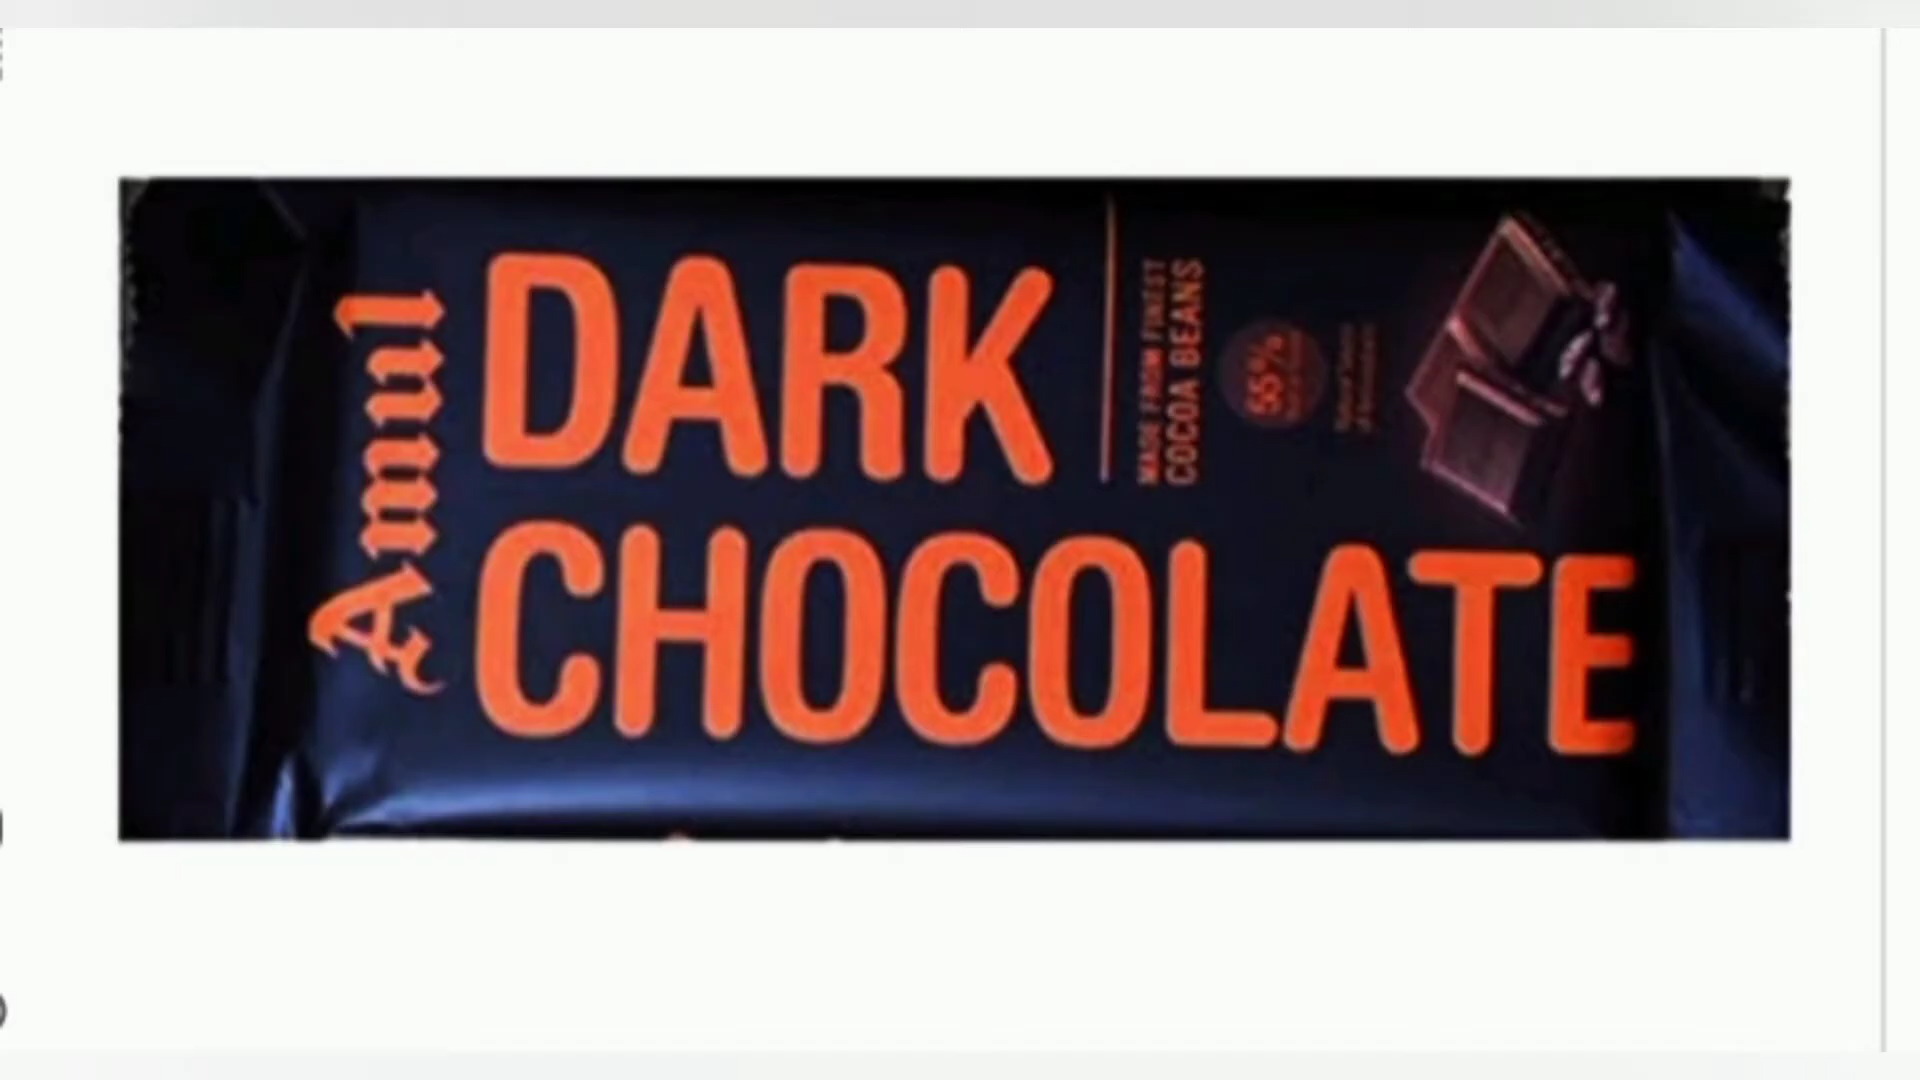 Amul
DARK
CHOCOLATE
MADE FROM FINEST
COCOA BEANS
55%